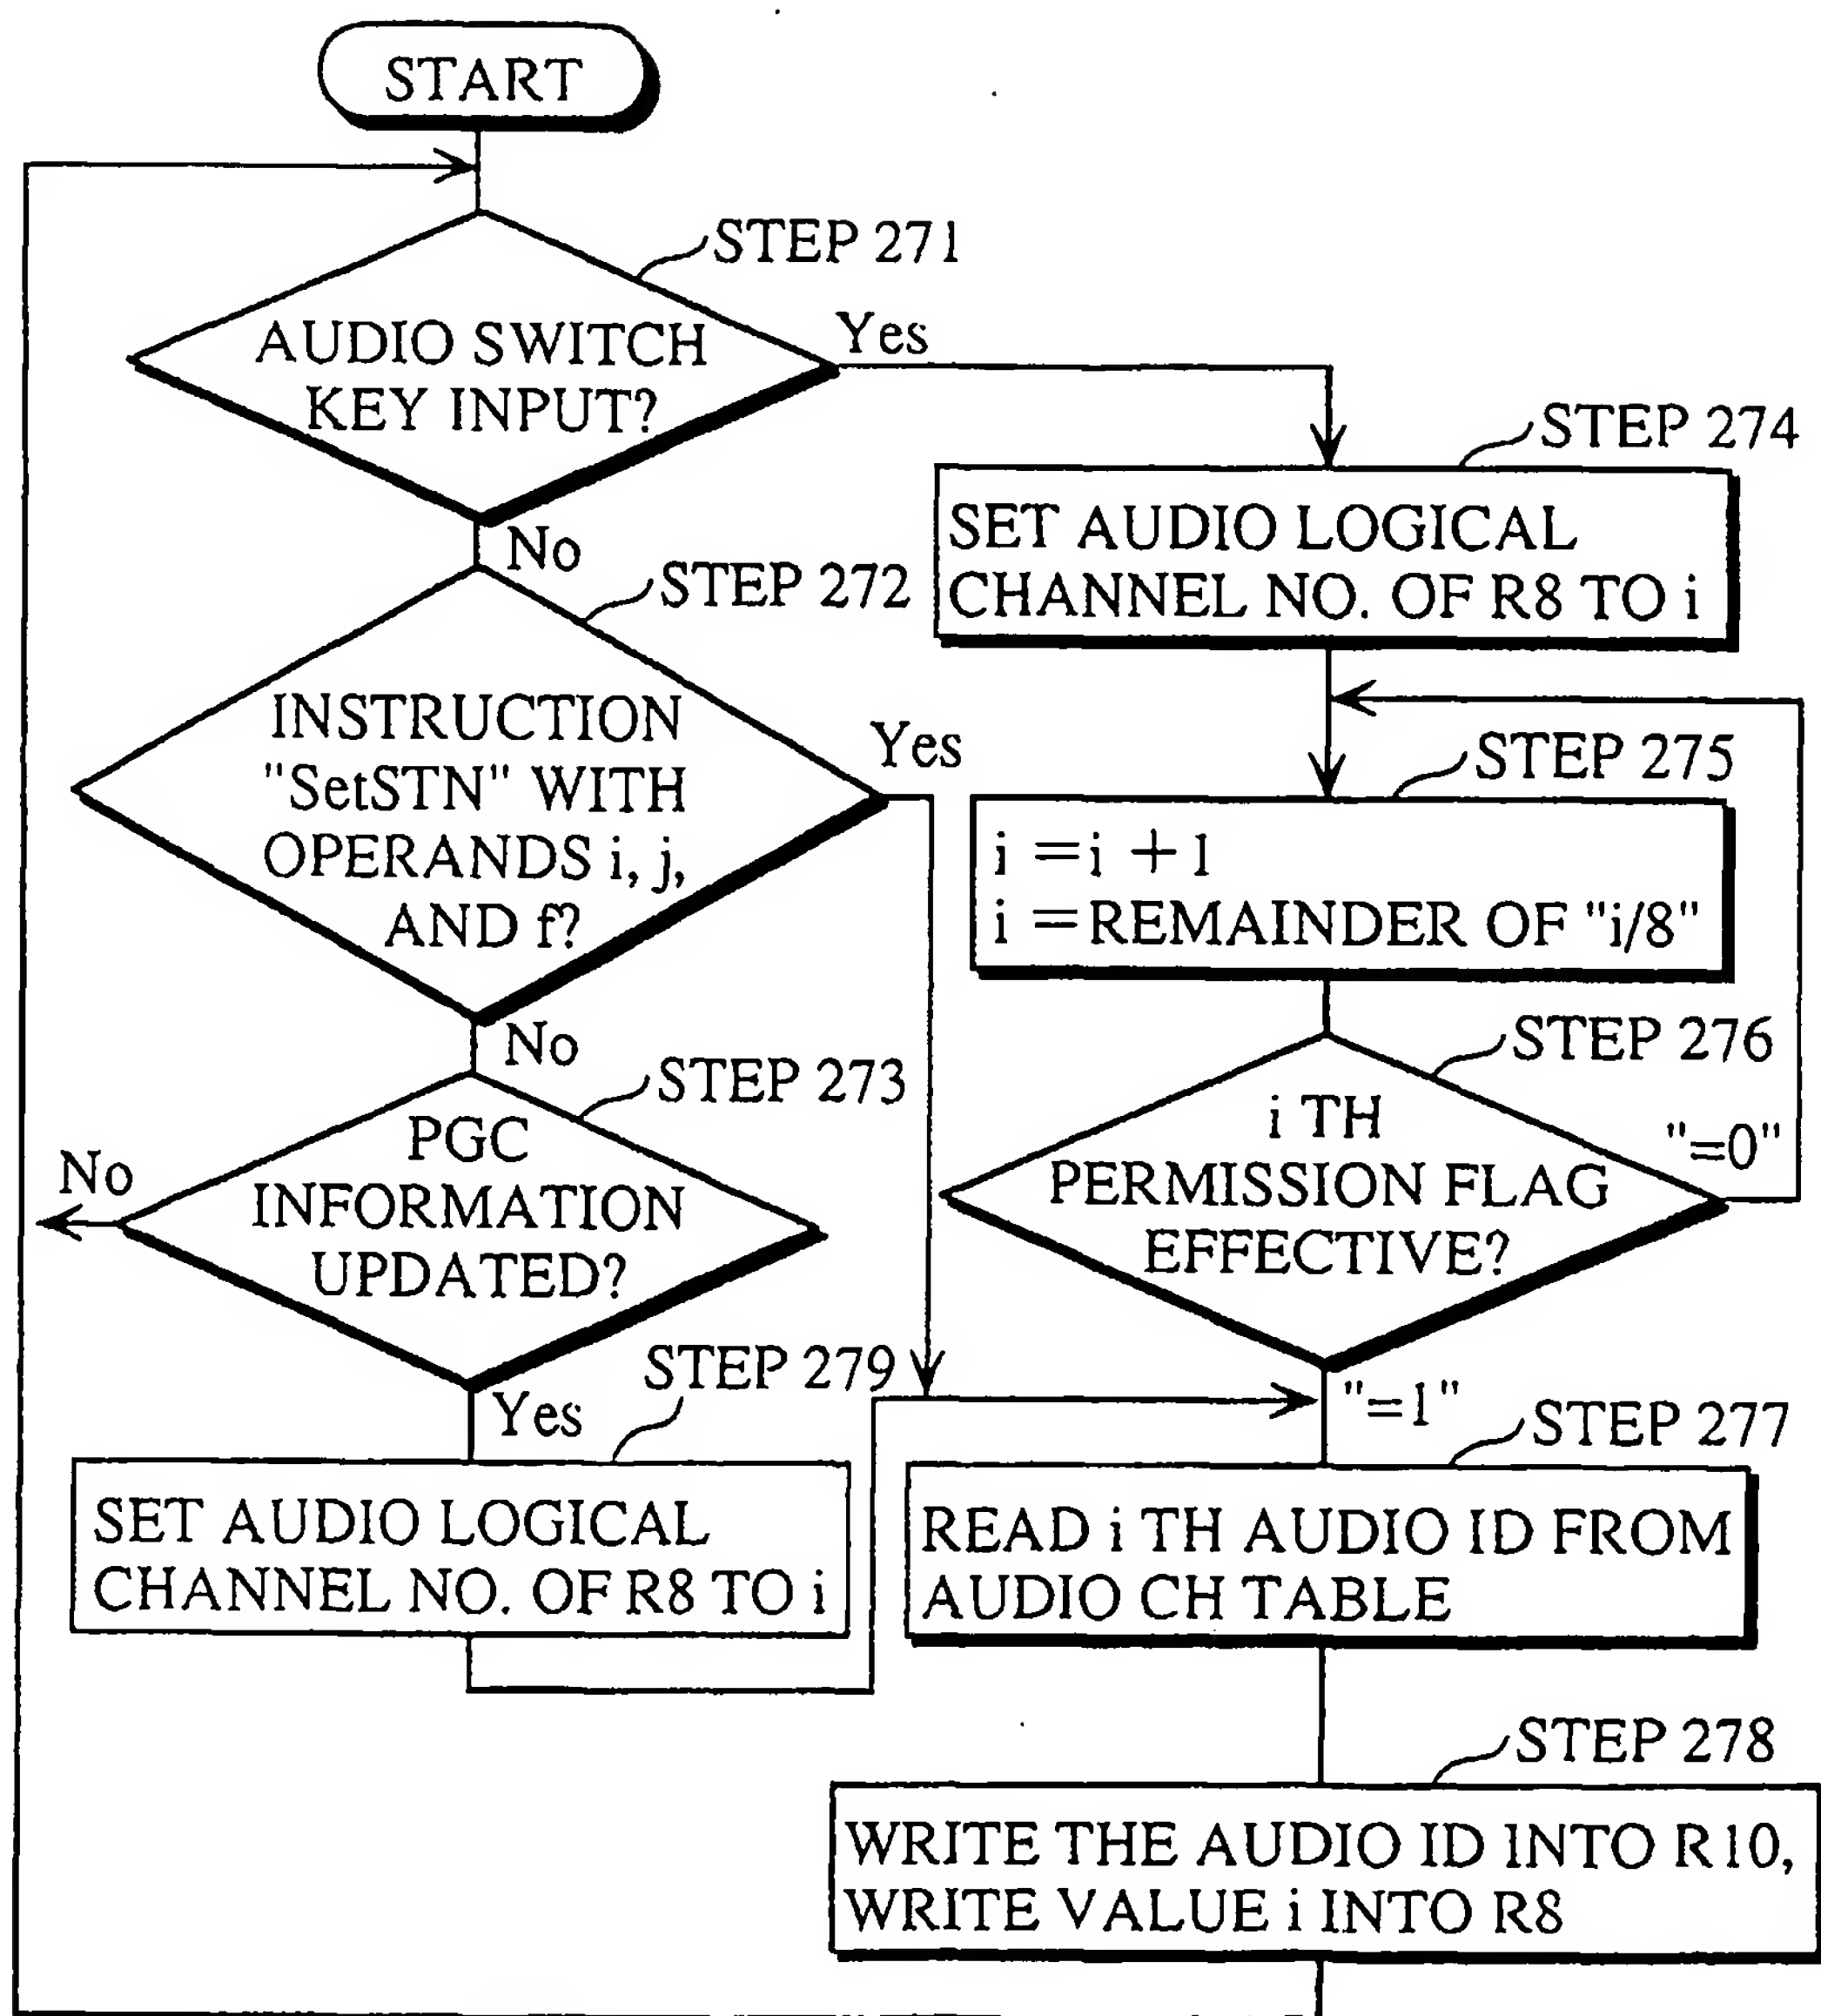 START
STEP 271
AUDIO SWITCH
KEY INPUT?
Yes
No
STEP 272
INSTRUCTION
"SetSTN" WITH
OPERANDS i, j,
AND f?
Yes
No
STEP 273
PGC
INFORMATION
UPDATED?
No
Yes
STEP 279
SET AUDIO LOGICAL
CHANNEL NO. OF R8 TO i
STEP 274
SET AUDIO LOGICAL
CHANNEL NO. OF R8 TO i
STEP 275
i = i + 1
i = REMAINDER OF "i/8"
STEP 276
i TH
PERMISSION FLAG
EFFECTIVE?
"=0"
"=1"
STEP 277
READ i TH AUDIO ID FROM
AUDIO CH TABLE
STEP 278
WRITE THE AUDIO ID INTO R10,
WRITE VALUE i INTO R8